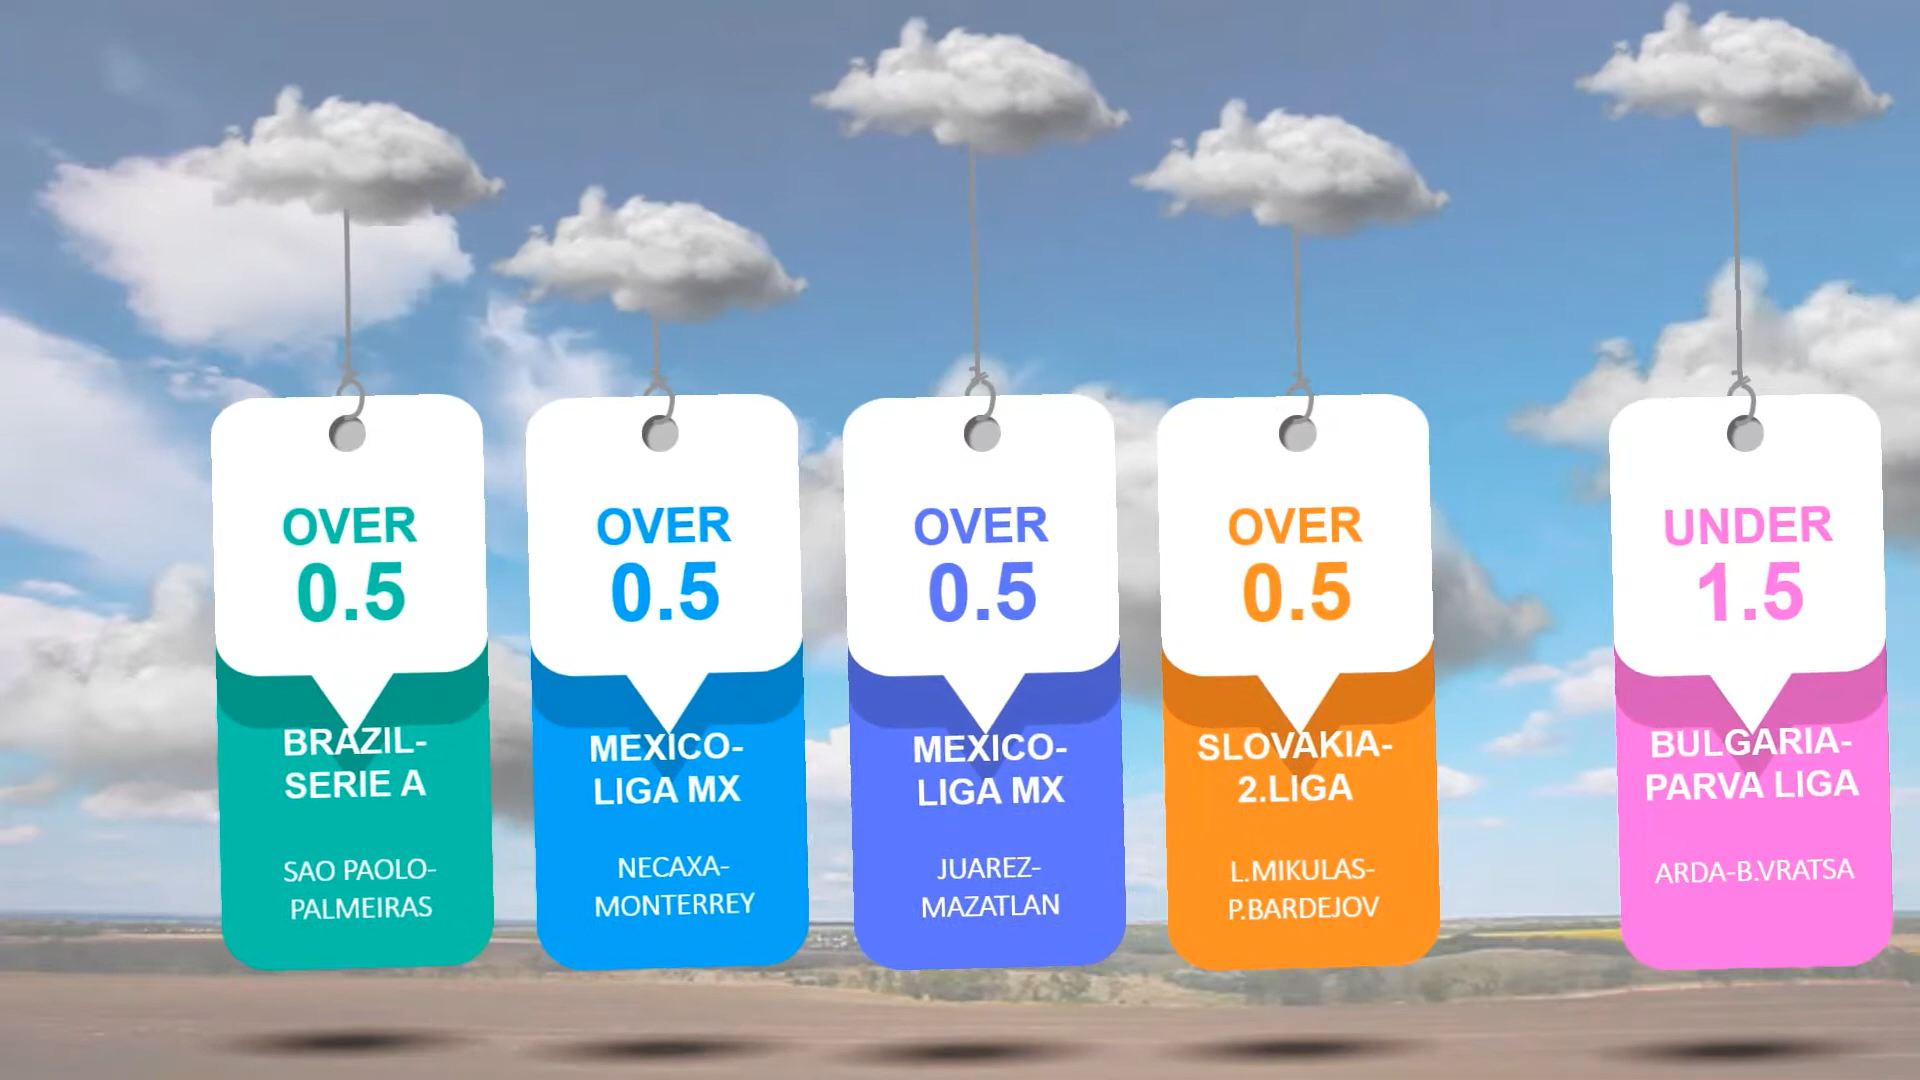 OVER
0.5
BRAZIL-
SERIE A
SAO PAOLO-
PALMEIRAS
OVER
0.5
MEXICO-
LIGA MX
NECAXA-
MONTERREY
OVER
0.5
MEXICO-
LIGA MX
JUAREZ-
MAZATLAN
OVER
0.5
SLOVAKIA-
2.LIGA
L.MIKULAS-
P.BARDEJOV
UNDER
1.5
BULGARIA-
PARVA LIGA
ARDA-B.VRATSA